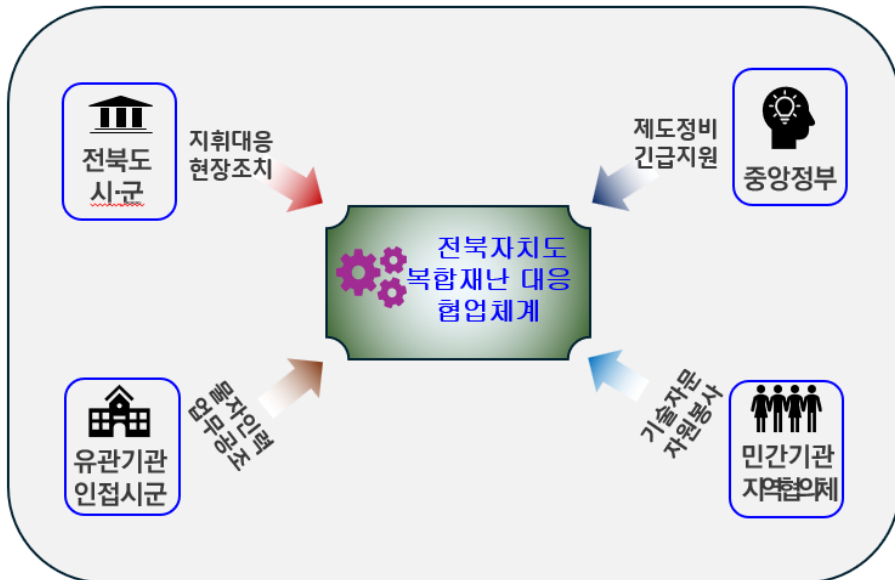 전북도
시·군
지휘대응
현장조치
제도정비
긴급지원
중앙정부
전북자치도
복합재난 대응
협업체계
유관기관
인접시군
물자인력
업무공조
기술자문
자원봉사
민간기관
지역협의체